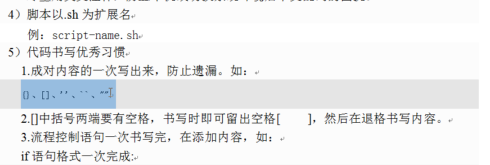 4）脚本以.sh 为扩展名
例：script-name.sh
5）代码书写优秀习惯
1.成对内容的一次写出来，防止遗漏。如：
{}、[]、’’、``、""
2.[]中括号两端要有空格，书写时即可留出空格[      ]，然后在退格书写内容。
3.流程控制语句一次书写完，在添加内容，如：
if 语句格式一次完成: